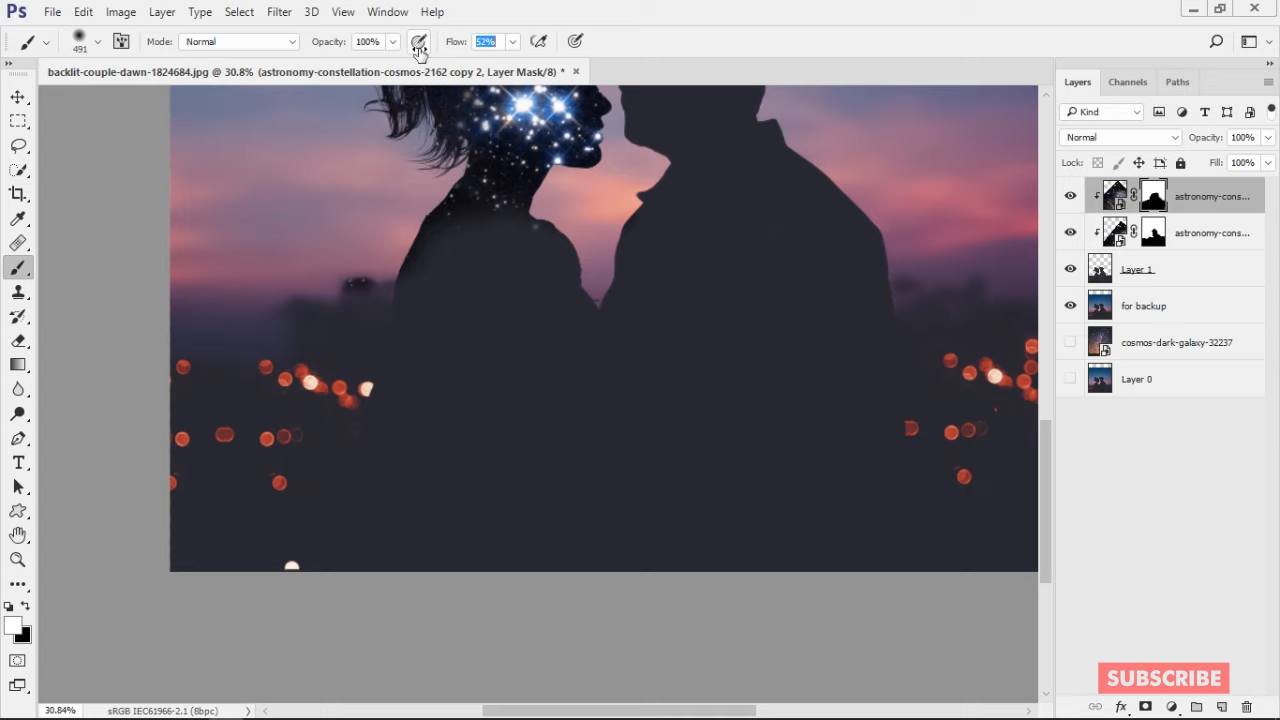 Ps File Edit Image Layer Type Select Filter 3D View Window Help
491 Mode: Normal Opacity: 100% Flow: 52%
backlit-couple-dawn-1824684.jpg @ 30.8% (astronomy-constellation-cosmos-2162 copy 2, Layer Mask/8) *
Layers Channels Paths
Kind
Normal Opacity: 100%
Lock: Fill: 100%
astronomy-cons...
astronomy-cons...
Layer 1
for backup
cosmos-dark-galaxy-32237
Layer 0
SUBSCRIBE
30.84% sRGB IEC61966-2.1 (8bpc)